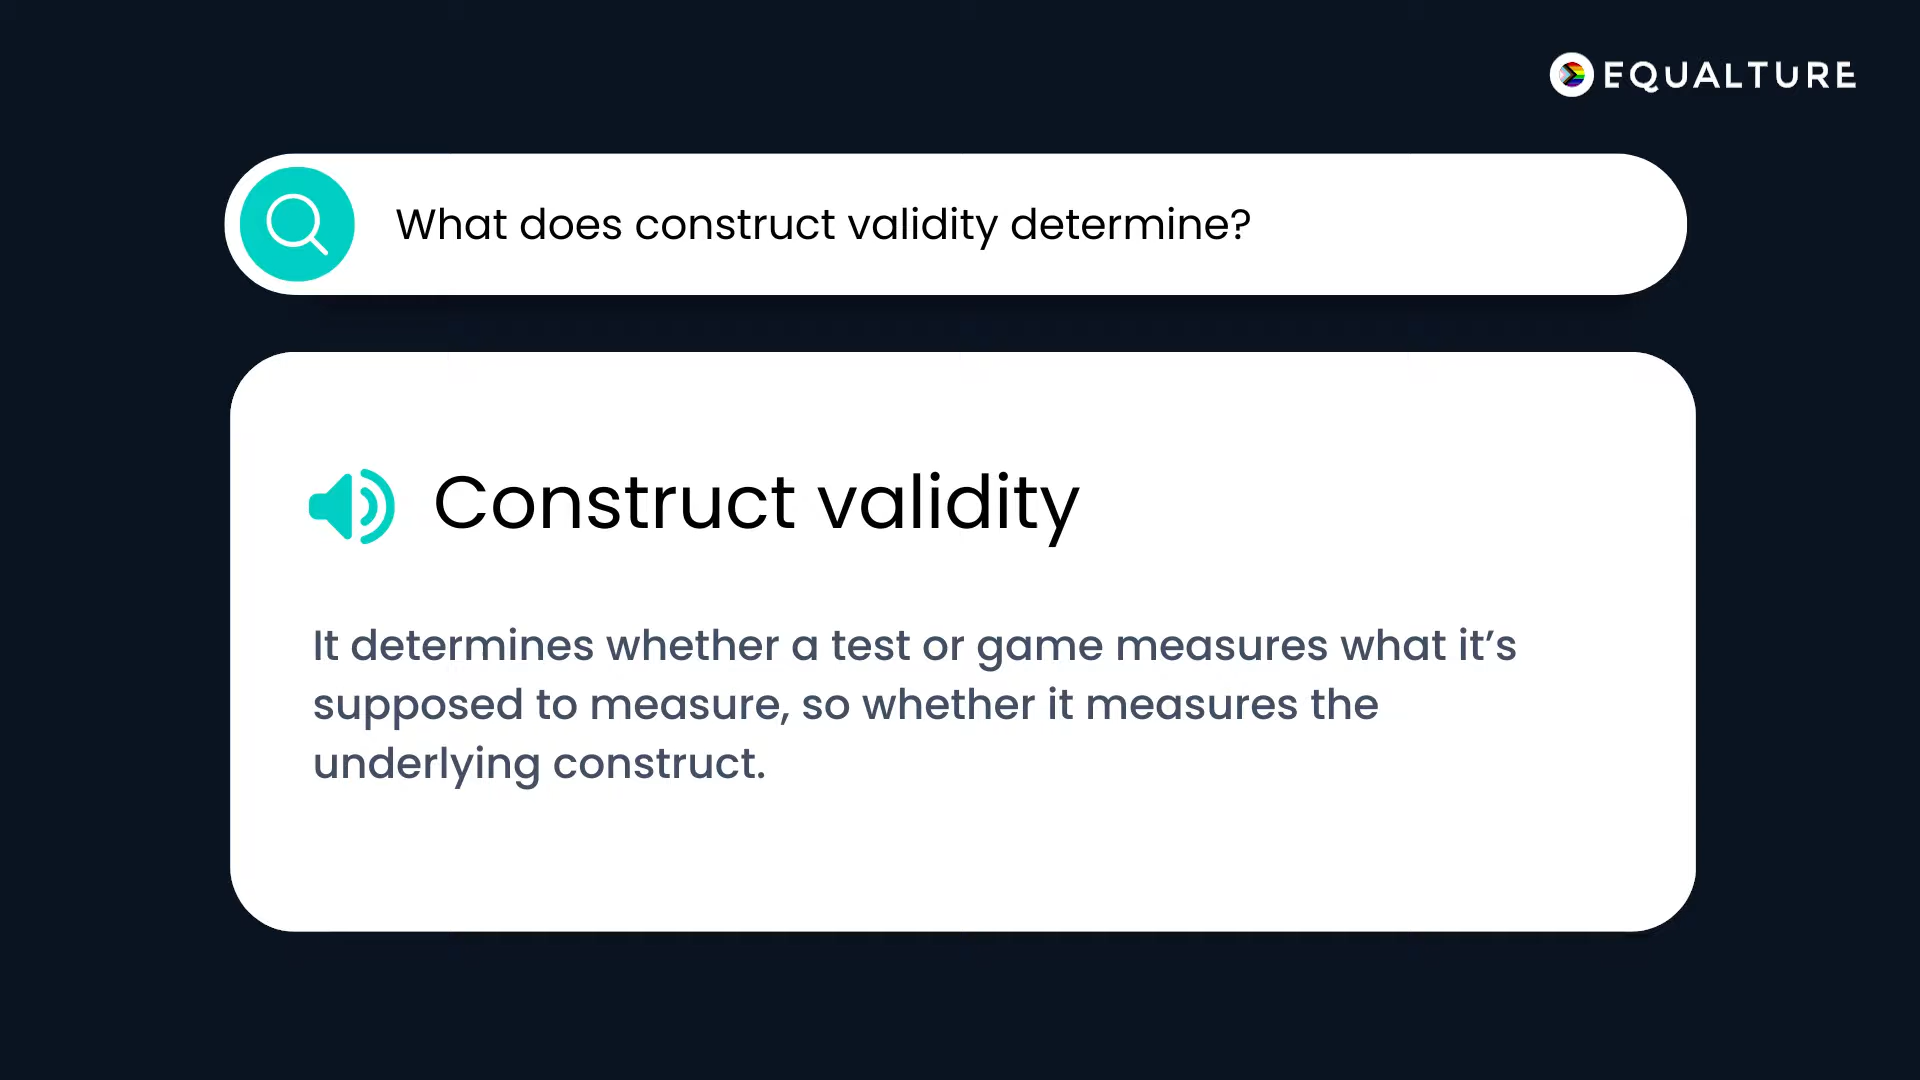 EQUALTURE
What does construct validity determine?
Construct validity
It determines whether a test or game measures what it’s
supposed to measure, so whether it measures the
underlying construct.